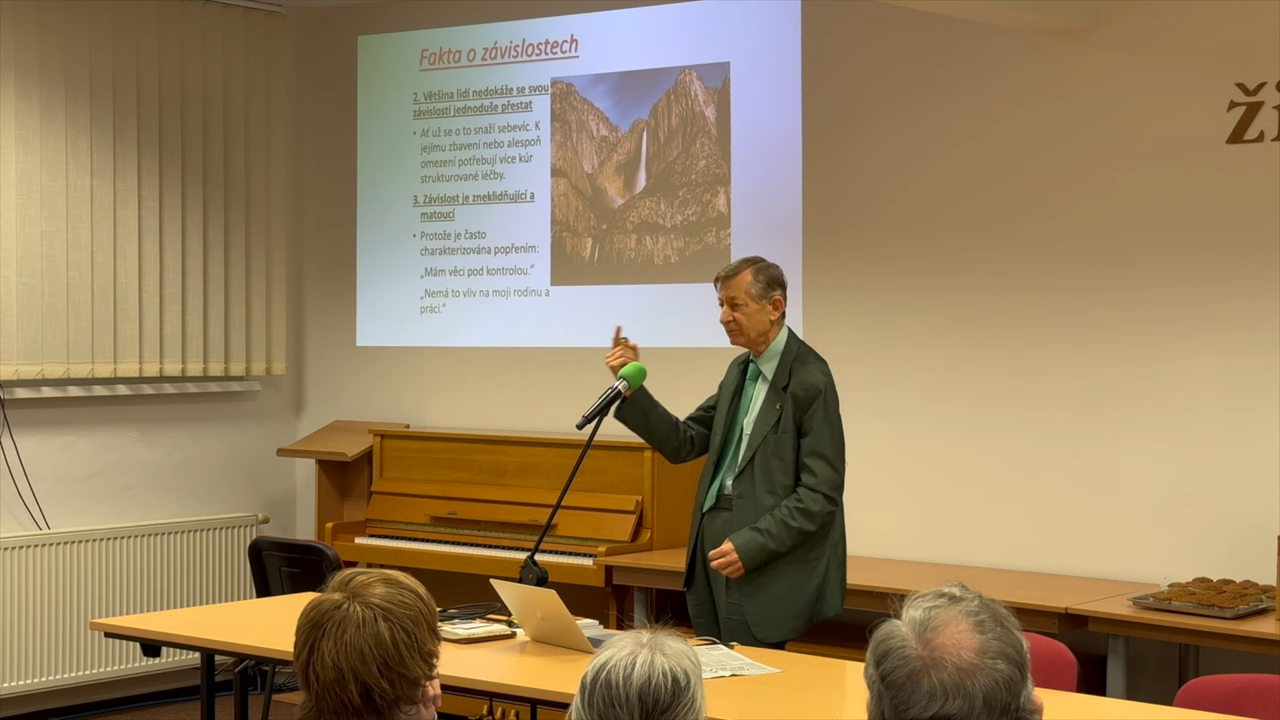 Fakta o závislostech
2. Většina lidí nedokáže se svou
závislostí jednoduše přestat
• Ať už se o to snaží sebevíc. K
jejímu zbavení nebo alespoň
omezení potřebují více kúr
strukturované léčby.
3. Závislost je zneklidňující a
matoucí
• Protože je často
charakterizována popřením:
„Mám věci pod kontrolou.“
„Nemá to vliv na moji rodinu a
práci.“
ži